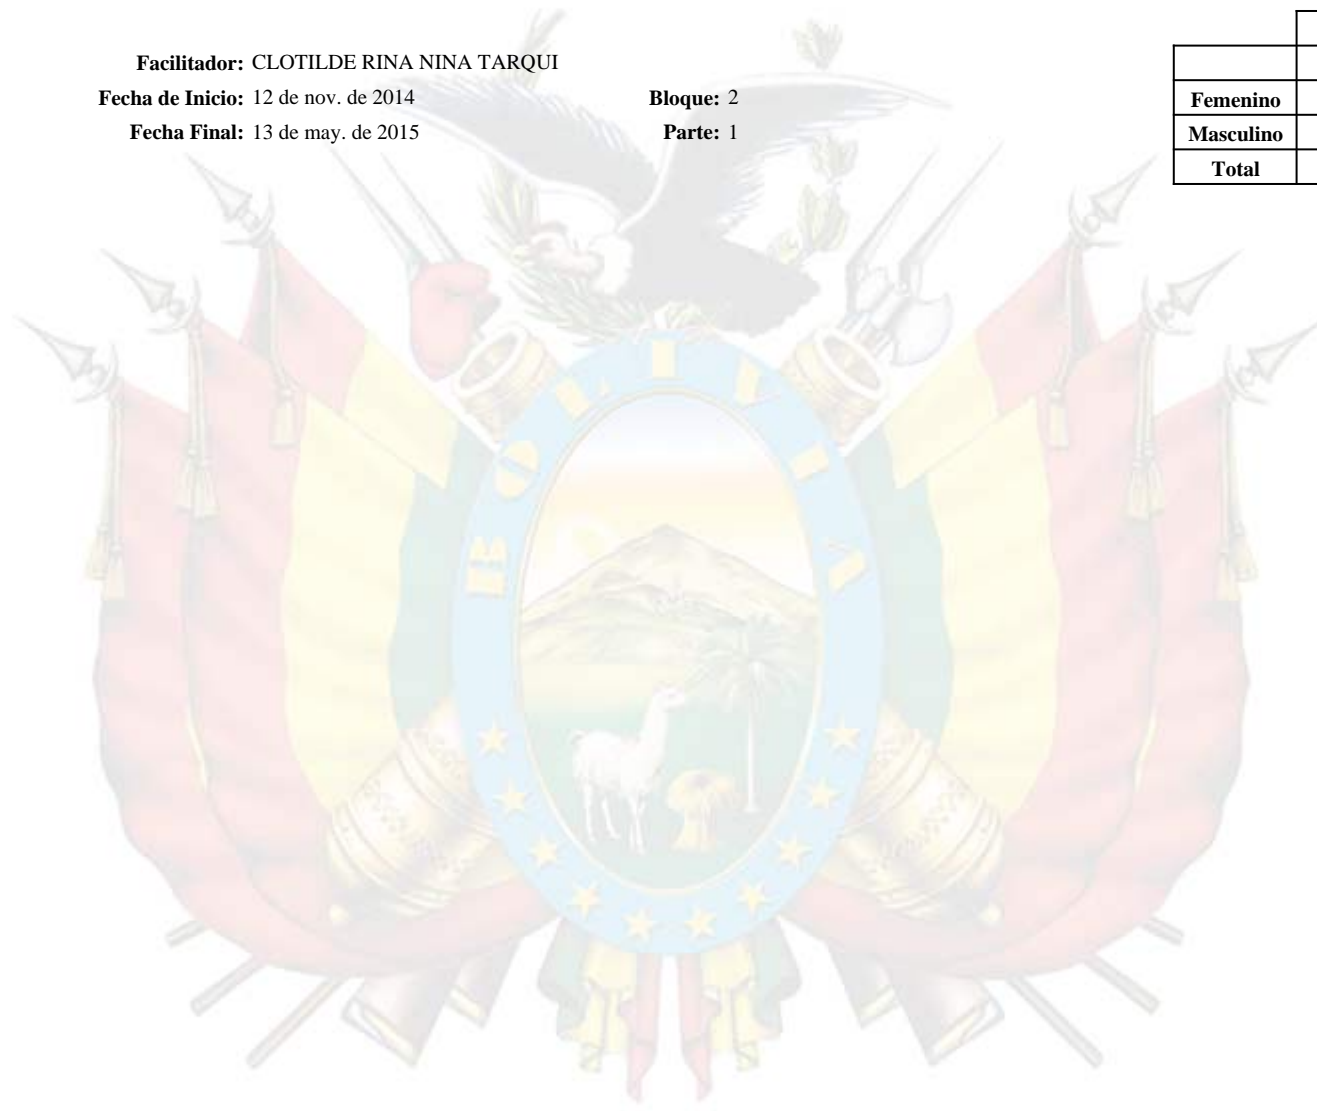 Facilitador: CLOTILDE RINA NINA TARQUI
Fecha de Inicio: 12 de nov. de 2014 Bloque: 2
Fecha Final: 13 de may. de 2015 Parte: 1
Femenino
Masculino
Total
BOLIVIA